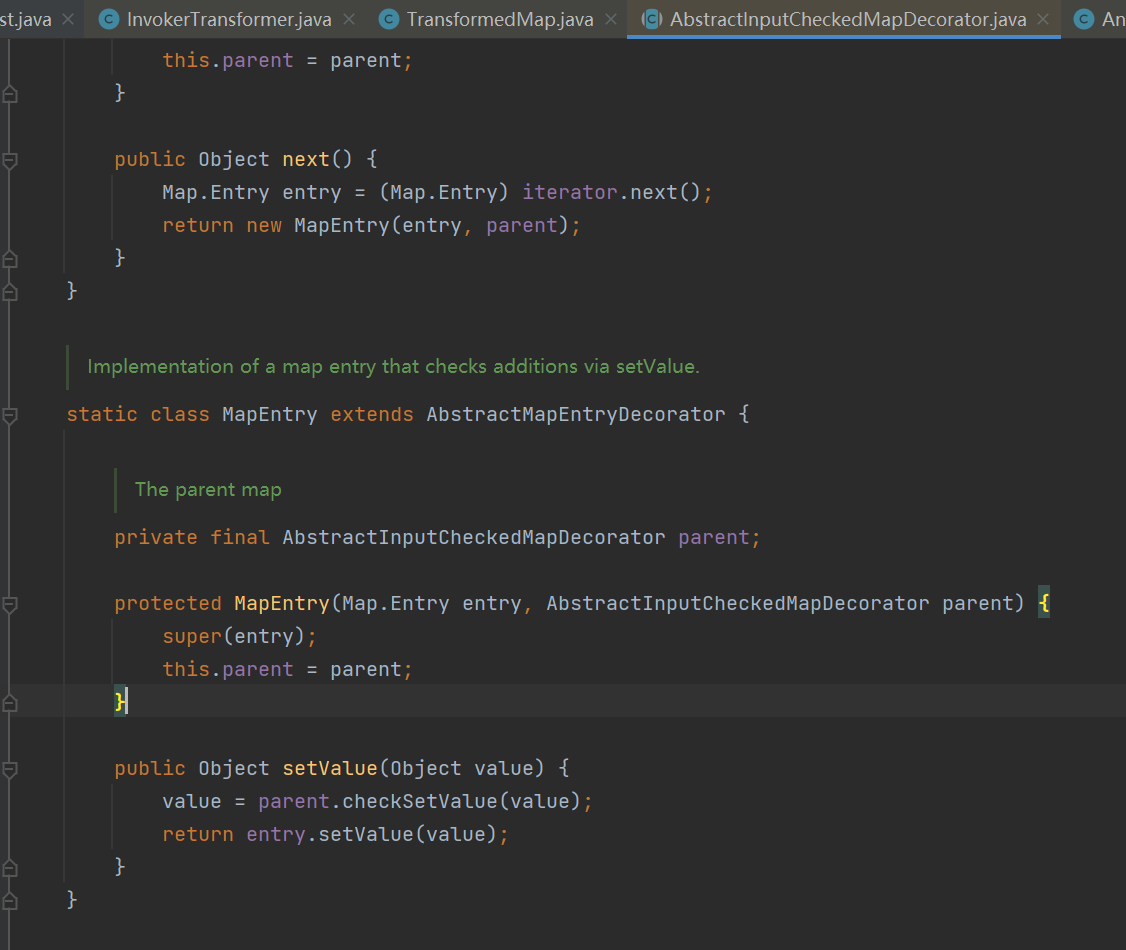 st.java InvokerTransformer.java TransformedMap.java AbstractInputCheckedMapDecorator.java An
this.parent = parent;
}
public Object next() {
Map.Entry entry = (Map.Entry) iterator.next();
return new MapEntry(entry, parent);
}
}
Implementation of a map entry that checks additions via setValue.
static class MapEntry extends AbstractMapEntryDecorator {
The parent map
private final AbstractInputCheckedMapDecorator parent;
protected MapEntry(Map.Entry entry, AbstractInputCheckedMapDecorator parent) {
super(entry);
this.parent = parent;
}
public Object setValue(Object value) {
value = parent.checkSetValue(value);
return entry.setValue(value);
}
}